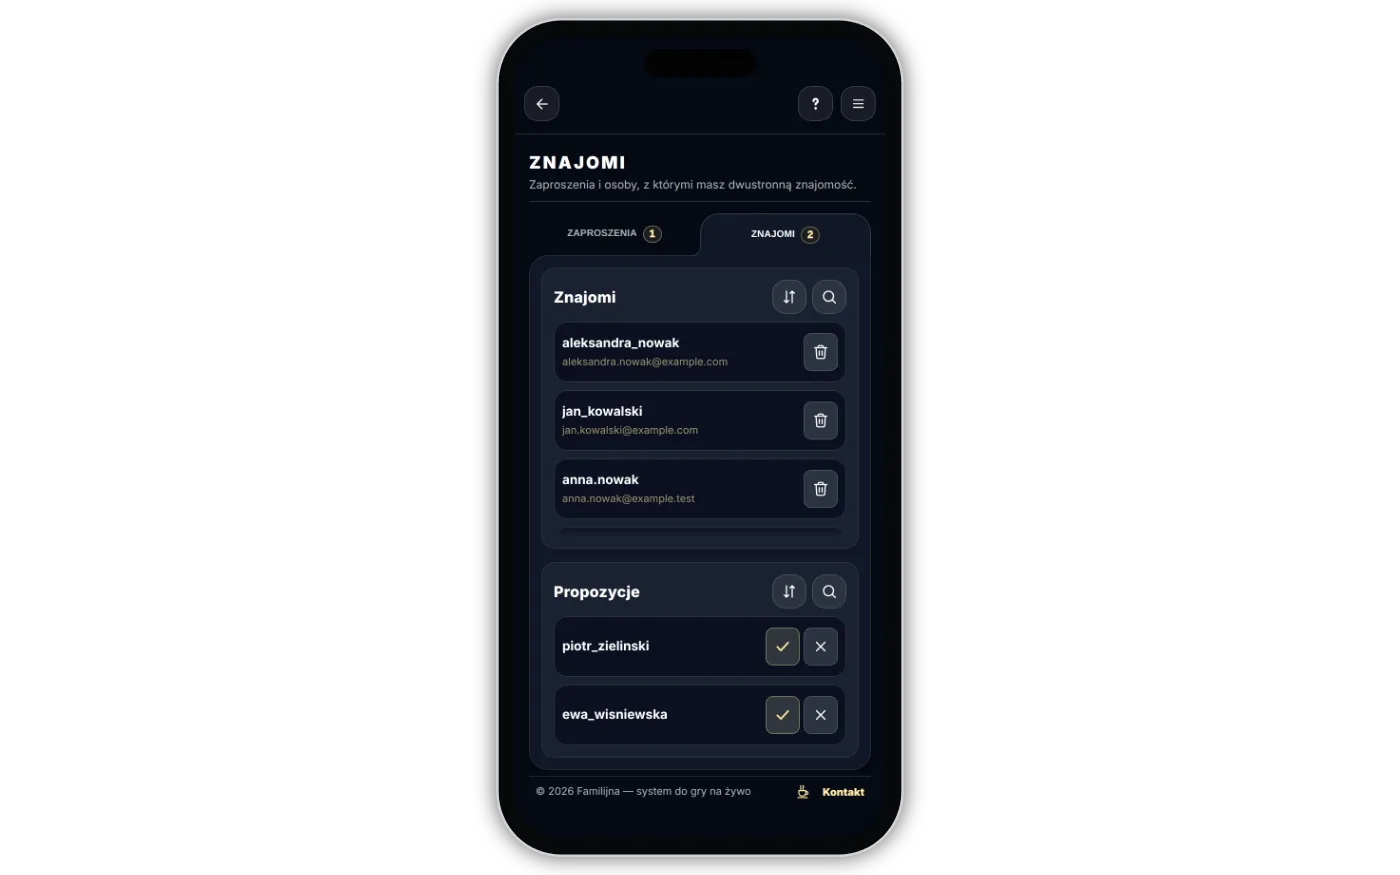 ?
ZNAJOMI
Zaproszenia i osoby, z którymi masz dwustronną znajomość.
ZAPROSZENIA 1
ZNAJOMI 2
Znajomi
aleksandra_nowak
aleksandra.nowak@example.com
jan_kowalski
jan.kowalski@example.com
anna.nowak
anna.nowak@example.test
Propozycje
piotr_zielinski
ewa_wisniewska
© 2026 Familijna — system do gry na żywo
Kontakt